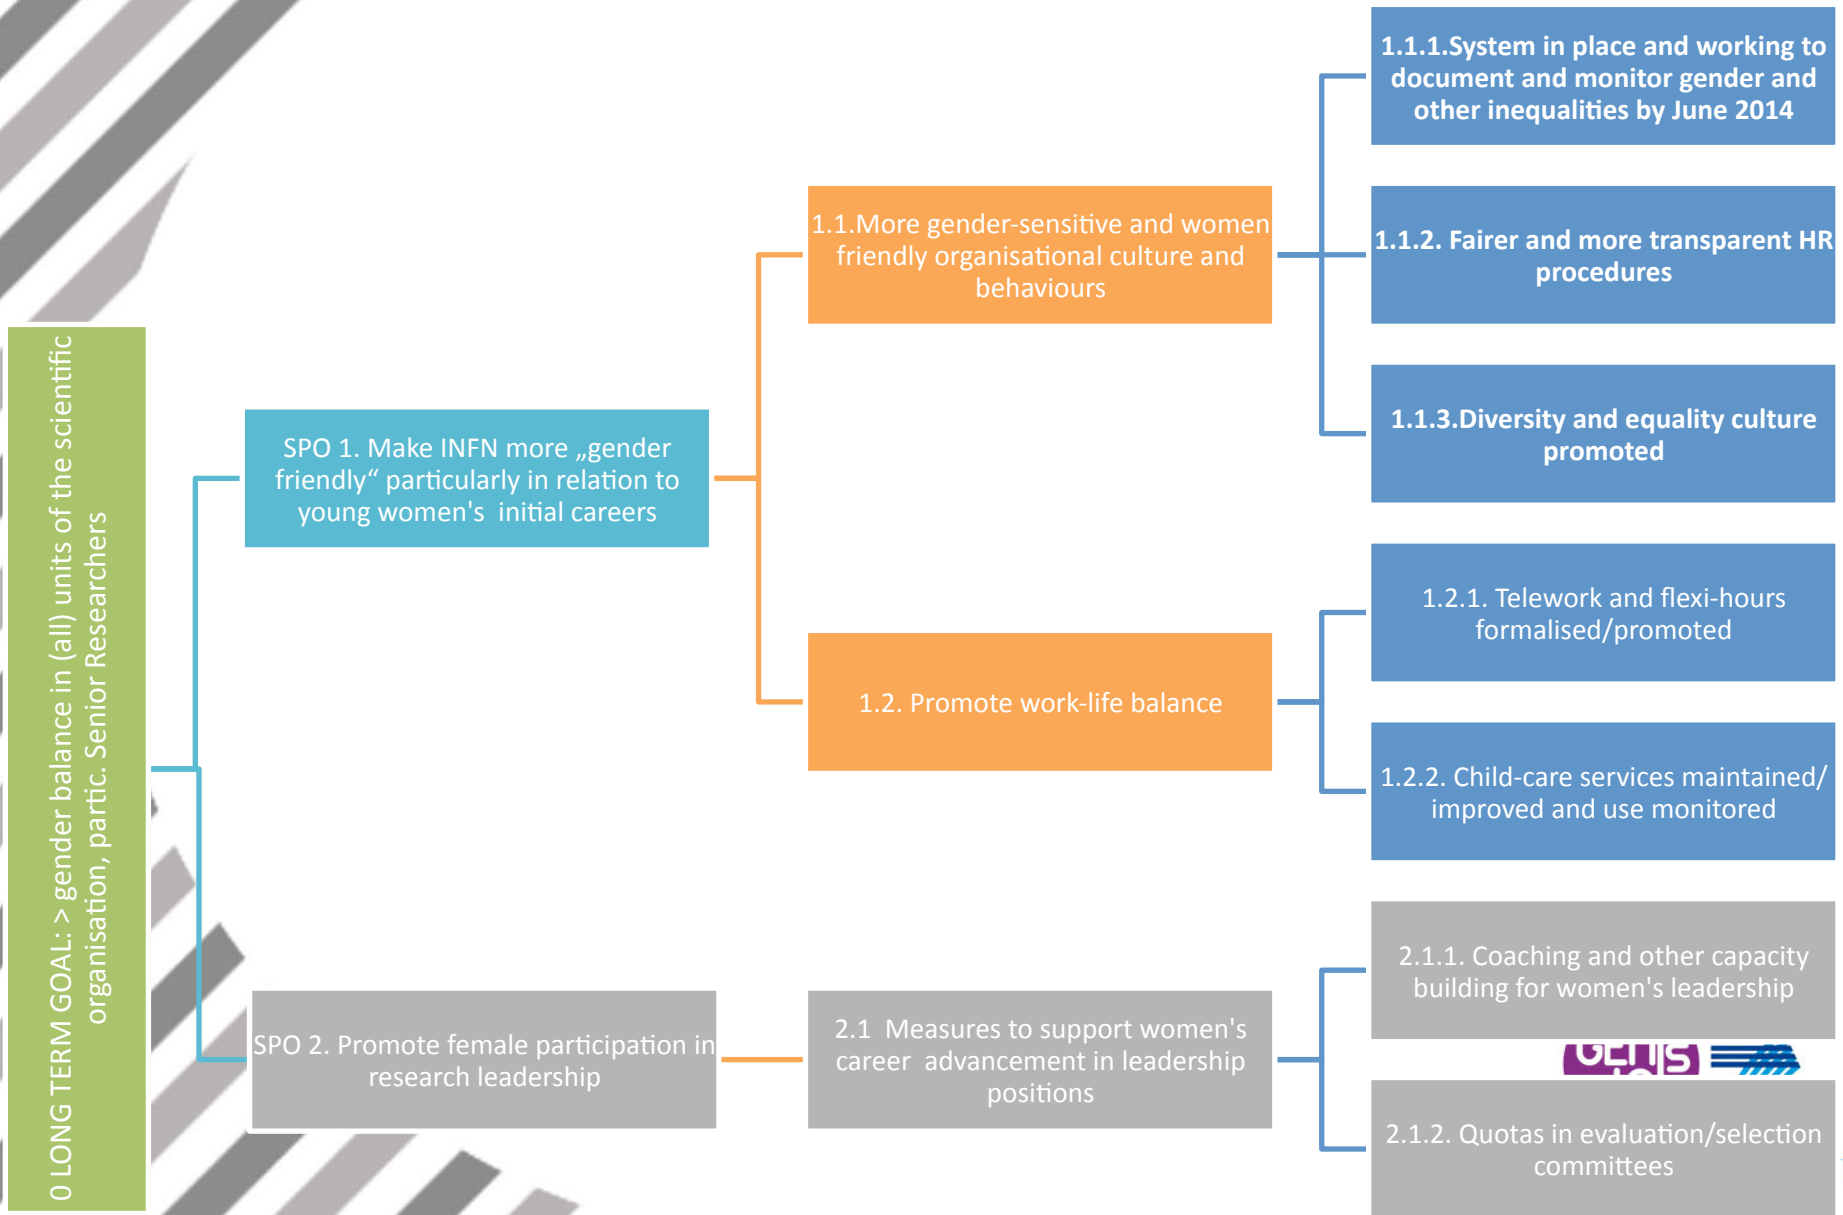 0 LONG TERM GOAL: > gender balance in (all) units of the scientific
organisation, partic. Senior Researchers
SPO 1. Make INFN more „gender
friendly“ particularly in relation to
young women's  initial careers
1.1.More gender-sensitive and women
friendly organisational culture and
behaviours
1.1.1.System in place and working to
document and monitor gender and
other inequalities by June 2014
1.1.2. Fairer and more transparent HR
procedures
1.1.3.Diversity and equality culture
promoted
1.2. Promote work-life balance
1.2.1. Telework and flexi-hours
formalised/promoted
1.2.2. Child-care services maintained/
improved and use monitored
SPO 2. Promote female participation in
research leadership
2.1  Measures to support women's
career  advancement in leadership
positions
2.1.1. Coaching and other capacity
building for women's leadership
2.1.2. Quotas in evaluation/selection
committees